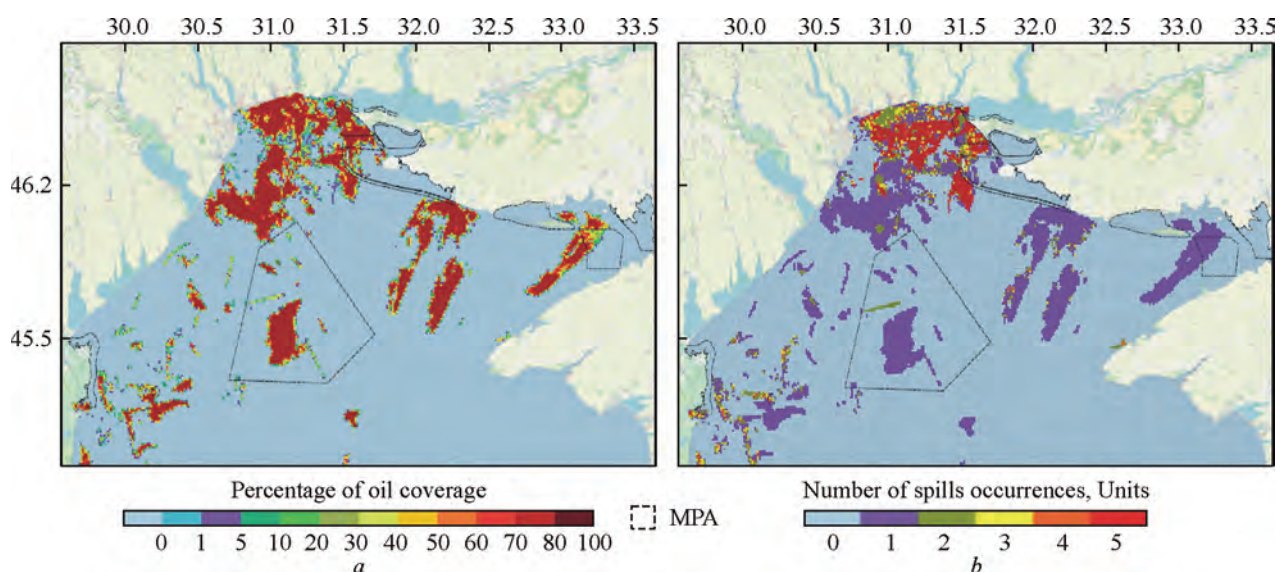 30.0 30.5 31.1 31.5 32.0 32.5 33.0 33.5
30.0 30.5 31.1 31.5 32.0 32.5 33.0 33.5
46.2
45.5
Percentage of oil coverage
0 1 5 10 20 30 40 50 60 70 80 100
a
MPA
Number of spills occurrences, Units
0 1 2 3 4 5
b